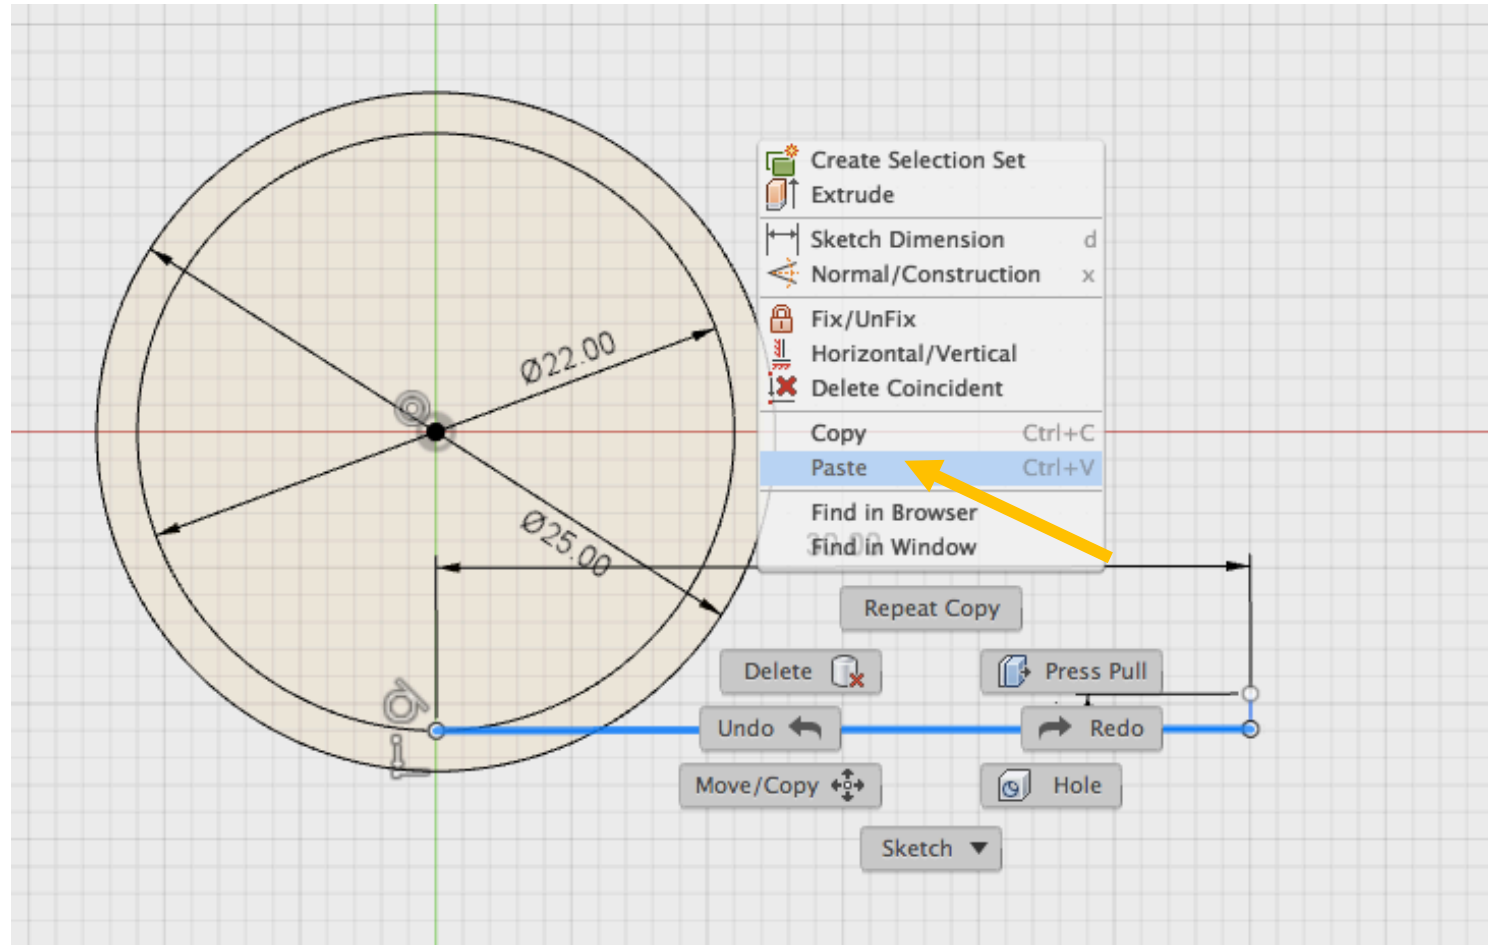 Create Selection Set
Extrude
Sketch Dimension d
Normal/Construction x
Fix/UnFix
Ø22.00
Horizontal/Vertical
Delete Coincident
Copy Ctrl+C
Paste Ctrl+V
Find in Browser
Ø25.00
Find in Window
Repeat Copy
Delete
Press Pull
Undo
Redo
Move/Copy
Hole
Sketch